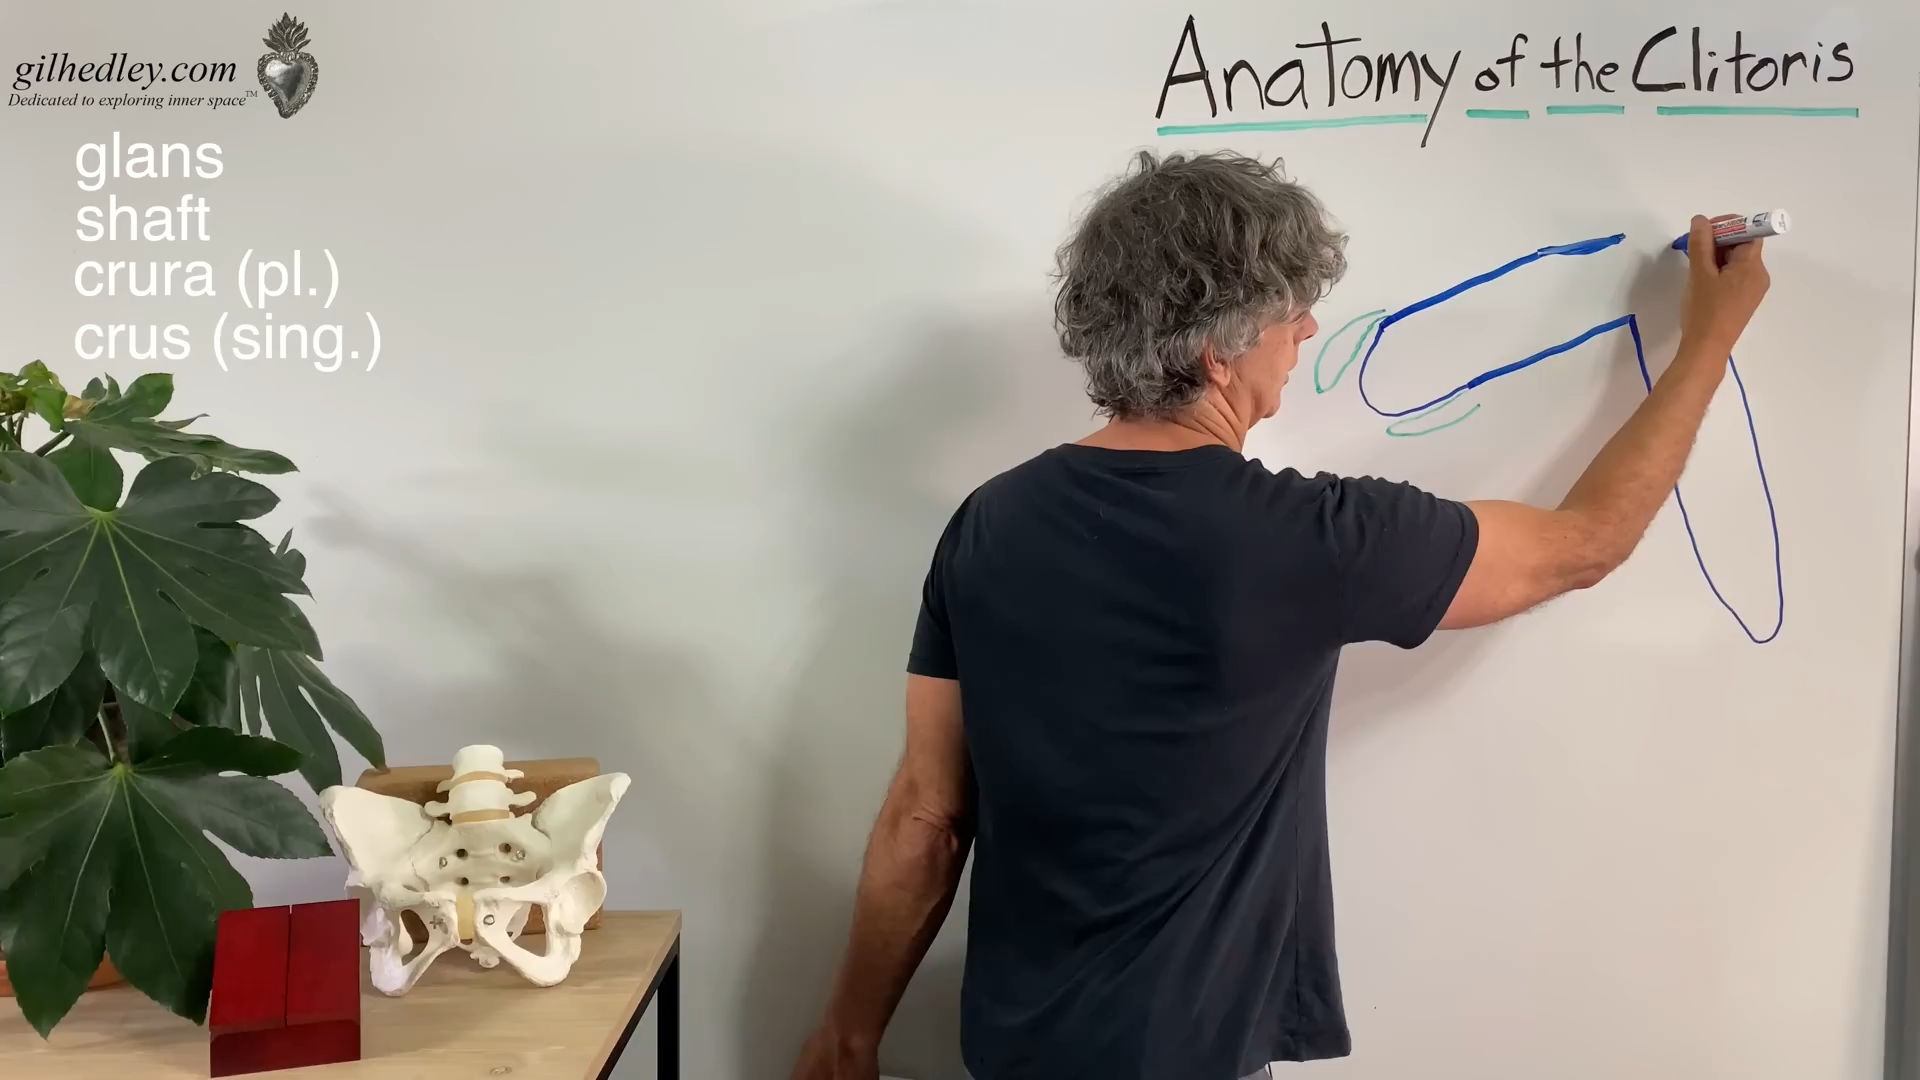 gilhedley.com
Dedicated to exploring inner space™
glans
shaft
crura (pl.)
crus (sing.)
Anatomy of the Clitoris